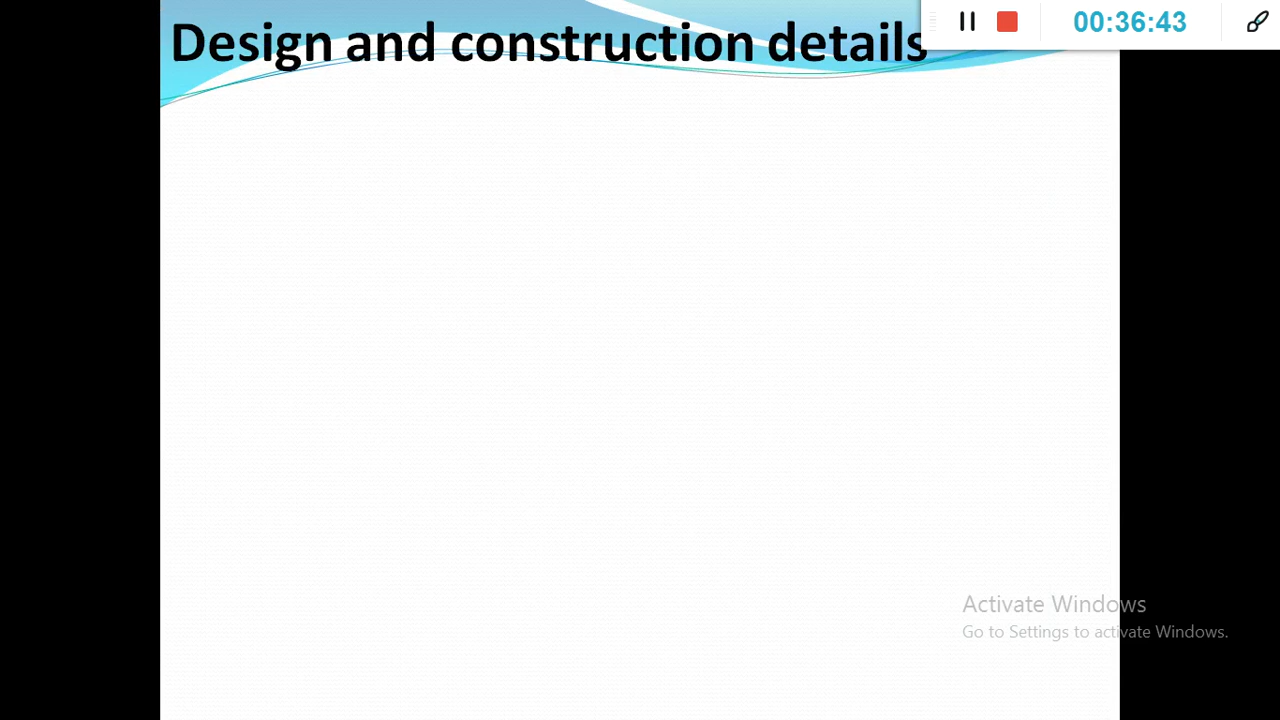 Design and construction details
00:36:43
Activate Windows
Go to Settings to activate Windows.